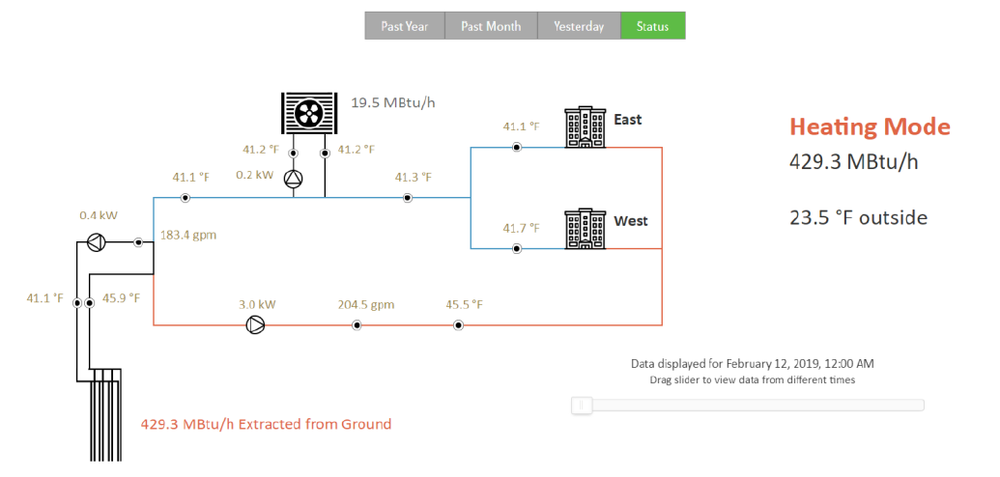 Past Year
Past Month
Yesterday
Status
19.5 MBtu/h
41.2 °F
41.2 °F
0.2 kW
41.1 °F
41.3 °F
41.1 °F
East
41.7 °F
West
Heating Mode
429.3 MBtu/h
23.5 °F outside
0.4 kW
183.4 gpm
41.1 °F
45.9 °F
3.0 kW
204.5 gpm
45.5 °F
Data displayed for February 12, 2019, 12:00 AM
Drag slider to view data from different times
429.3 MBtu/h Extracted from Ground